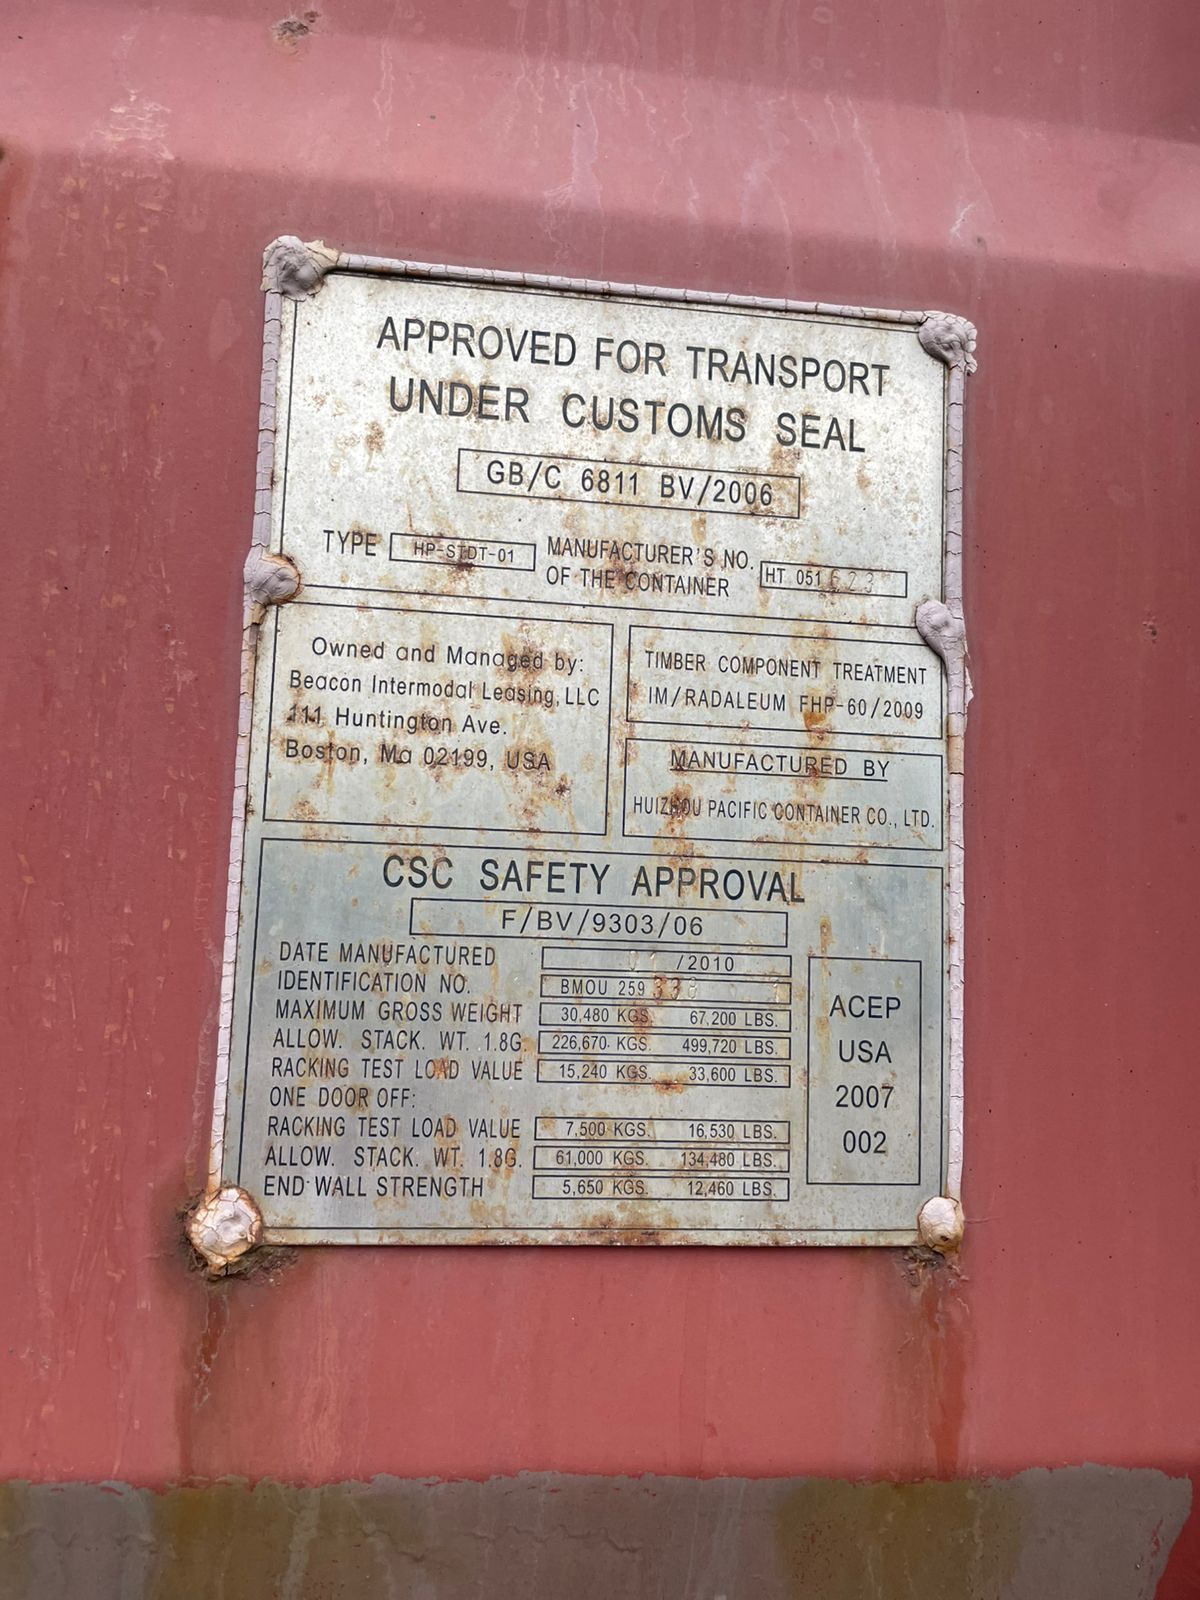 APPROVED FOR TRANSPORT
UNDER CUSTOMS SEAL
GB/C 6811 BV/2006
TYPE HP-STDT-01
MANUFACTURER'S NO.
OF THE CONTAINER
HT 051623
Owned and Managed by:
Beacon Intermodal Leasing, LLC
111 Huntington Ave.
Boston, Ma 02199, USA
TIMBER COMPONENT TREATMENT
IM/RADALEUM FHP-60/2009
MANUFACTURED BY
HUIZHOU PACIFIC CONTAINER CO., LTD.
CSC SAFETY APPROVAL
F/BV/9303/06
DATE MANUFACTURED /2010
IDENTIFICATION NO. BMOU 259
MAXIMUM GROSS WEIGHT 30,480 KGS. 67,200 LBS.
ALLOW. STACK. WT. 1.8G. 226,670 KGS. 499,720 LBS.
RACKING TEST LOAD VALUE 15,240 KGS. 33,600 LBS.
ONE DOOR OFF:
RACKING TEST LOAD VALUE 7,500 KGS. 16,530 LBS.
ALLOW. STACK. WT. 1.8G. 61,000 KGS. 134,480 LBS.
END WALL STRENGTH 5,650 KGS. 12,460 LBS.
ACEP
USA
2007
002